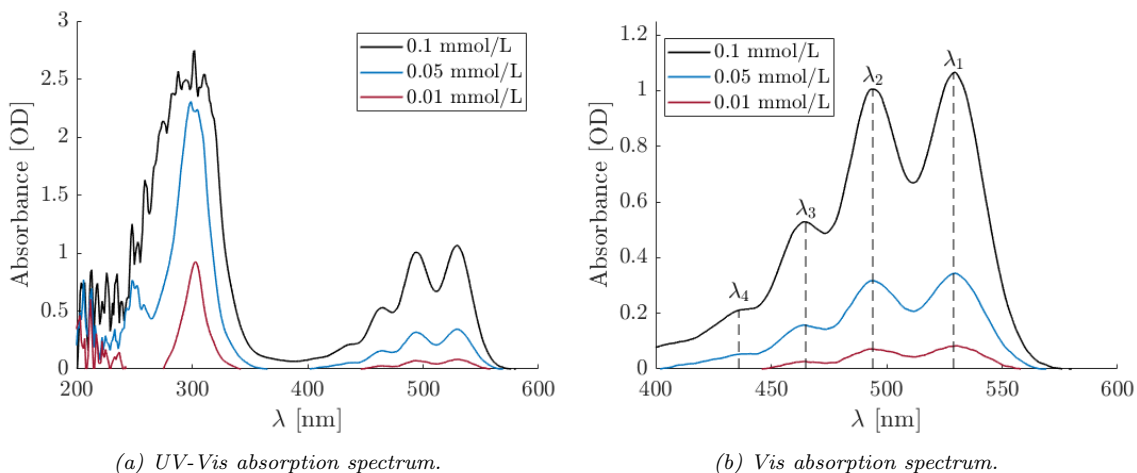 3
2.5
2
1.5
1
0.5
0
200
300
400
500
600
Absorbance [OD]
λ [nm]
0.1 mmol/L
0.05 mmol/L
0.01 mmol/L
(a) UV-Vis absorption spectrum.
1.2
1
0.8
0.6
0.4
0.2
0
400
450
500
550
600
Absorbance [OD]
λ [nm]
0.1 mmol/L
0.05 mmol/L
0.01 mmol/L
λ₁
λ₂
λ₃
λ₄
(b) Vis absorption spectrum.